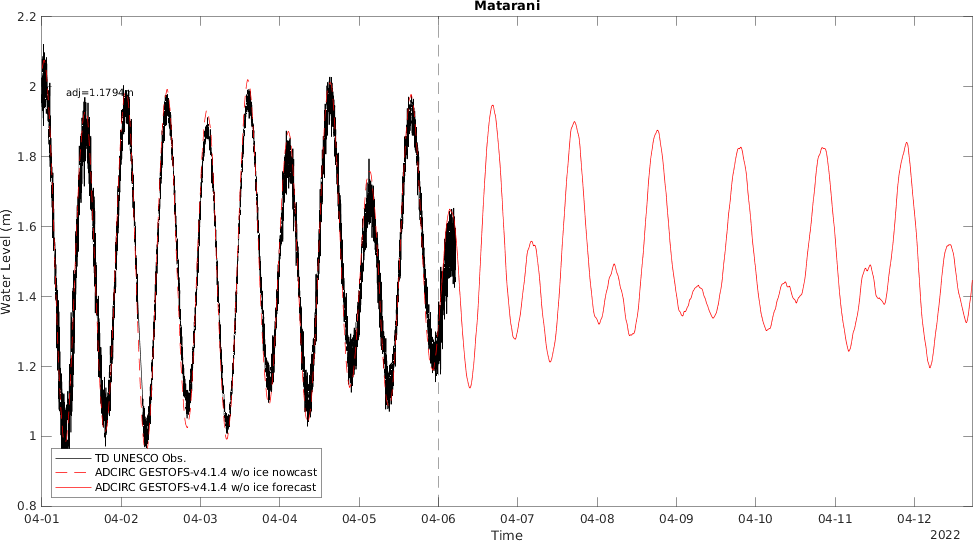 Matarani
2.2
2
1.8
1.6
1.4
1.2
1
0.8
Water Level (m)
adj=1.1794m
TD UNESCO Obs.
ADCIRC GESTOFS-v4.1.4 w/o ice nowcast
ADCIRC GESTOFS-v4.1.4 w/o ice forecast
04-01 04-02 04-03 04-04 04-05 04-06 04-07 04-08 04-09 04-10 04-11 04-12
2022
Time